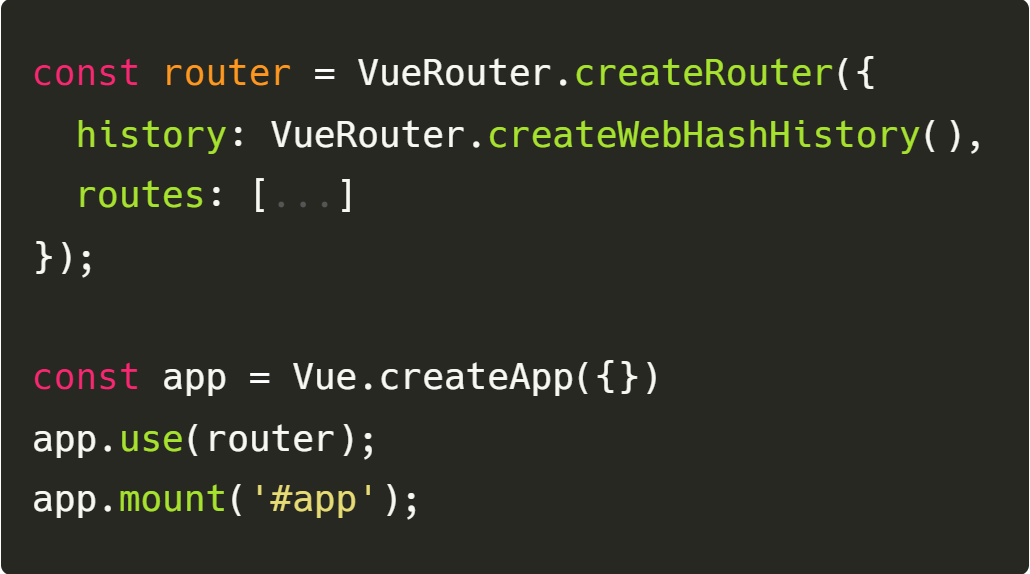 const router = VueRouter.createRouter({
  history: VueRouter.createWebHashHistory(),
  routes: [...]
});

const app = Vue.createApp({})
app.use(router);
app.mount('#app');